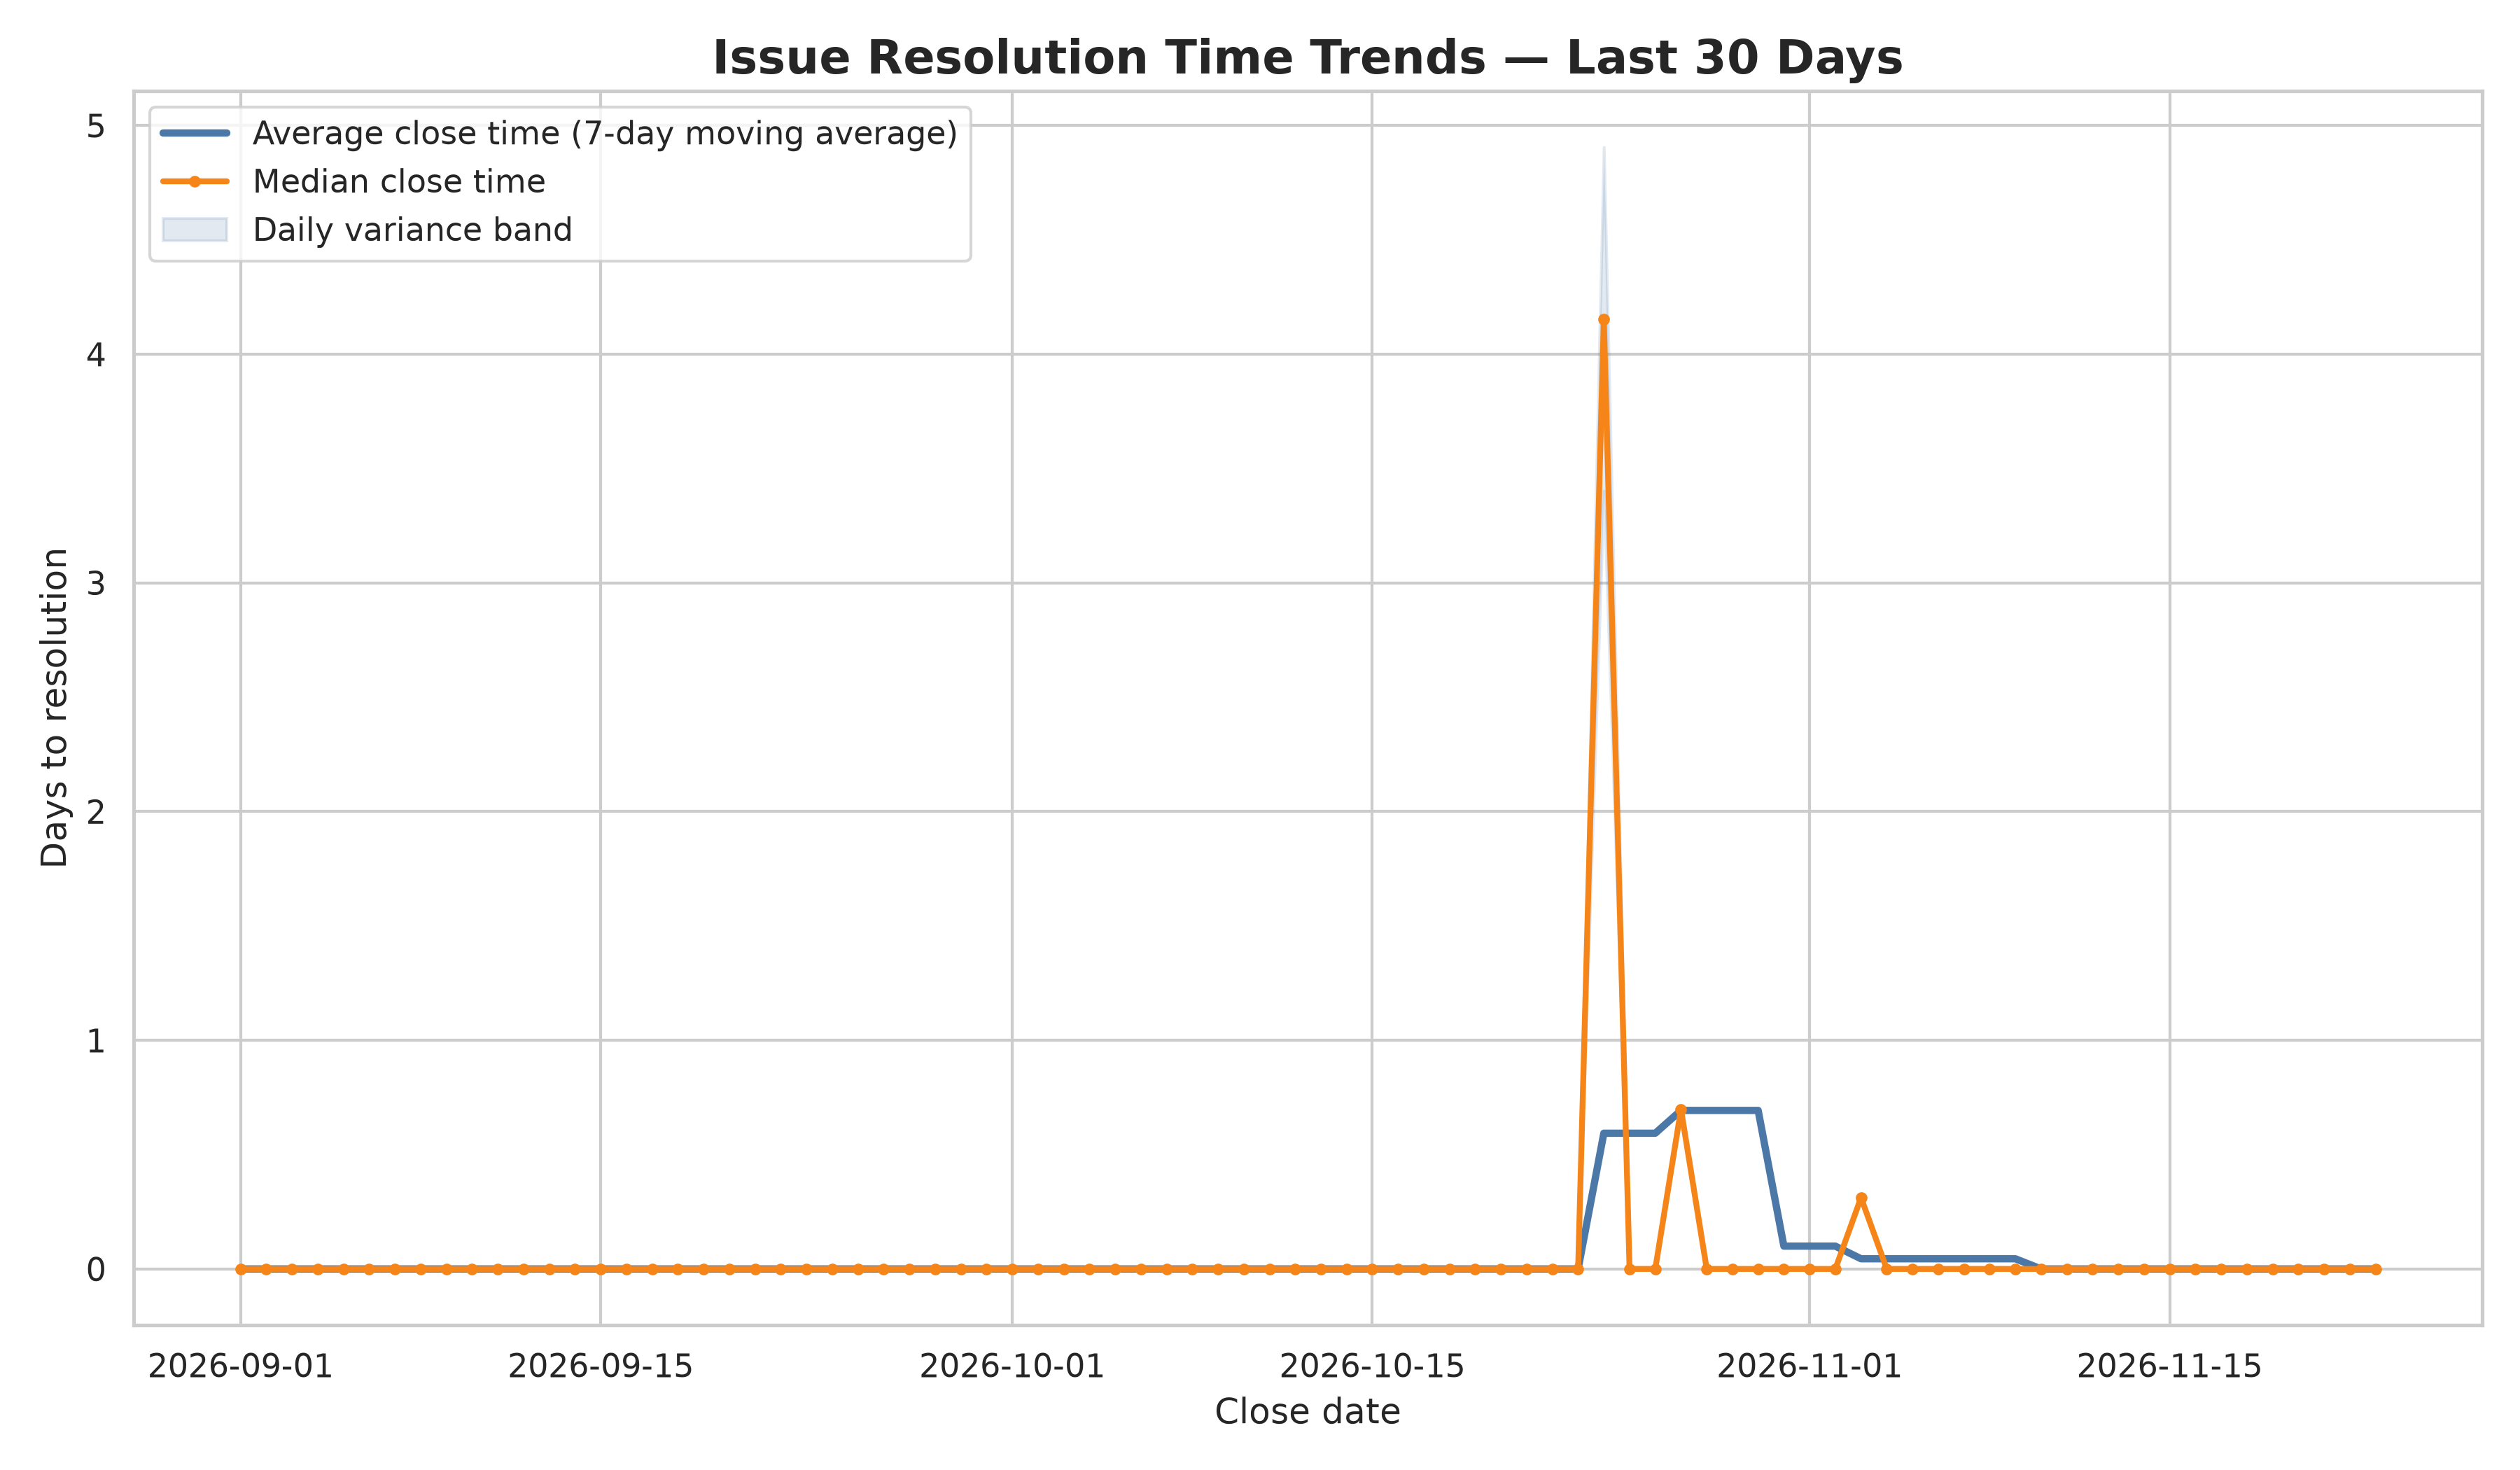 Issue Resolution Time Trends — Last 30 Days
Average close time (7-day moving average)
Median close time
Daily variance band
Days to resolution
5
4
3
2
1
0
2026-09-01
2026-09-15
2026-10-01
2026-10-15
2026-11-01
2026-11-15
Close date